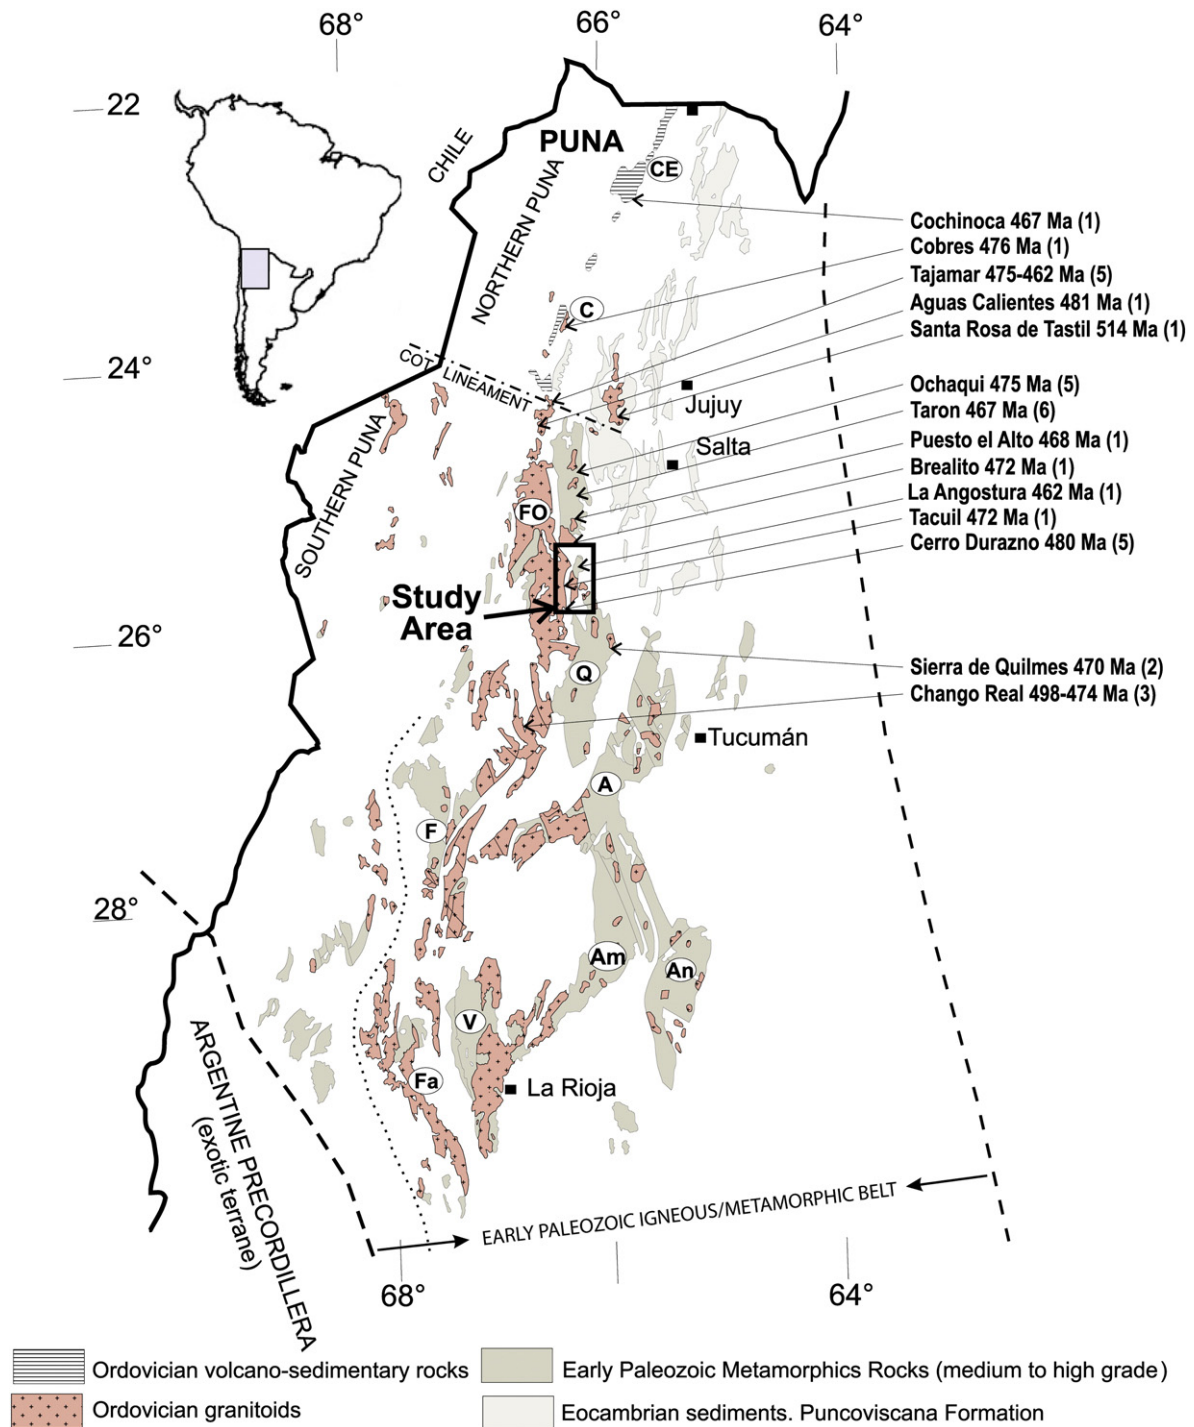 68°
66°
64°
22
PUNA
CHILE
NORTHERN PUNA
CE
Cochinoca 467 Ma (1)
Cobres 476 Ma (1)
Tajamar 475-462 Ma (5)
Aguas Calientes 481 Ma (1)
Santa Rosa de Tastil 514 Ma (1)
C
24°
COT LINEAMENT
Jujuy
Ochaqui 475 Ma (5)
Taron 467 Ma (6)
Puesto el Alto 468 Ma (1)
Brealito 472 Ma (1)
La Angostura 462 Ma (1)
Tacuil 472 Ma (1)
Cerro Durazno 480 Ma (5)
Salta
SOUTHERN PUNA
FO
Study
Area
26°
Q
Sierra de Quilmes 470 Ma (2)
Chango Real 498-474 Ma (3)
Tucumán
A
F
28°
Am
An
V
Fa
La Rioja
ARGENTINE PRECORDILLERA
(exotic terrane)
EARLY PALEOZOIC IGNEOUS/METAMORPHIC BELT
68°
64°
Ordovician volcano-sedimentary rocks
Early Paleozoic Metamorphics Rocks (medium to high grade)
Ordovician granitoids
Eocambrian sediments. Puncoviscana Formation